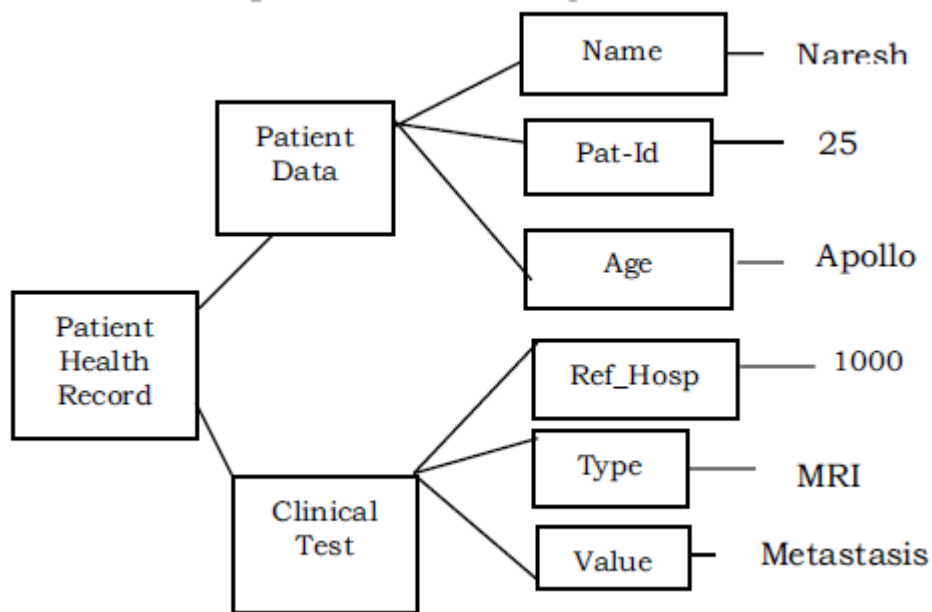 Name
Naresh
Patient
Data
Pat-Id
25
Age
Apollo
Patient
Health
Record
Ref_Hosp
1000
Type
MRI
Clinical
Test
Value
Metastasis